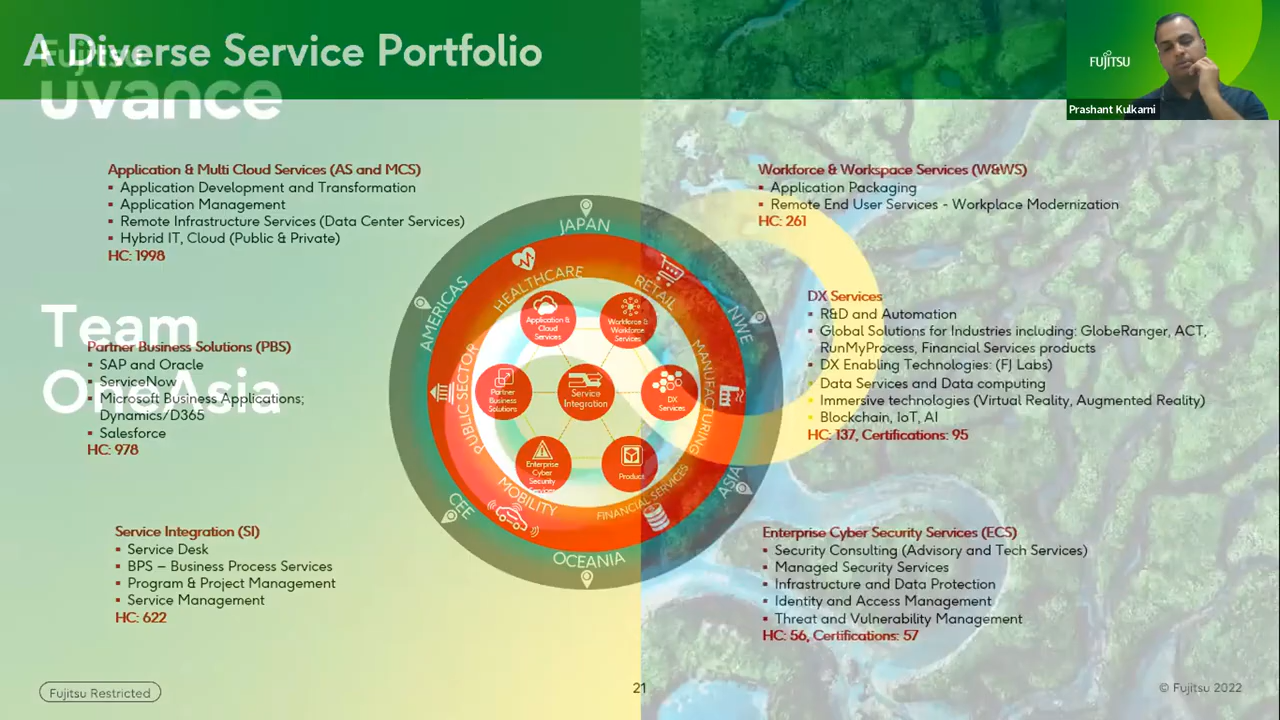 A Diverse Service Portfolio
Fujitsu
uvance
FUJITSU
Prashant Kulkarni
Application & Multi Cloud Services (AS and MCS)
▪ Application Development and Transformation
▪ Application Management
▪ Remote Infrastructure Services (Data Center Services)
▪ Hybrid IT, Cloud (Public & Private)
HC: 1998
Team
OneAsia
Partner Business Solutions (PBS)
▪ SAP and Oracle
▪ ServiceNow
▪ Microsoft Business Applications;
Dynamics/D365
▪ Salesforce
HC: 978
Service Integration (SI)
▪ Service Desk
▪ BPS – Business Process Services
▪ Program & Project Management
▪ Service Management
HC: 622
JAPAN
AMERICAS
NWE
CEE
ASIA
OCEANIA
HEALTHCARE
RETAIL
PUBLIC SECTOR
MANUFACTURING
MOBILITY
FINANCIAL SERVICES
Application &
Cloud
Services
Workforce &
Workforce
Services
Partner
Business
Solutions
Service
Integration
DX
Services
Enterprise
Cyber
Security
Services
Product
Workforce & Workspace Services (W&WS)
▪ Application Packaging
▪ Remote End User Services - Workplace Modernization
HC: 261
DX Services
▪ R&D and Automation
▪ Global Solutions for Industries including: GlobeRanger, ACT,
RunMyProcess, Financial Services products
▪ DX Enabling Technologies: (FJ Labs)
▪ Data Services and Data computing
▪ Immersive technologies (Virtual Reality, Augmented Reality)
▪ Blockchain, IoT, AI
HC: 137, Certifications: 95
Enterprise Cyber Security Services (ECS)
▪ Security Consulting (Advisory and Tech Services)
▪ Managed Security Services
▪ Infrastructure and Data Protection
▪ Identity and Access Management
▪ Threat and Vulnerability Management
HC: 56, Certifications: 57
Fujitsu Restricted
21
© Fujitsu 2022